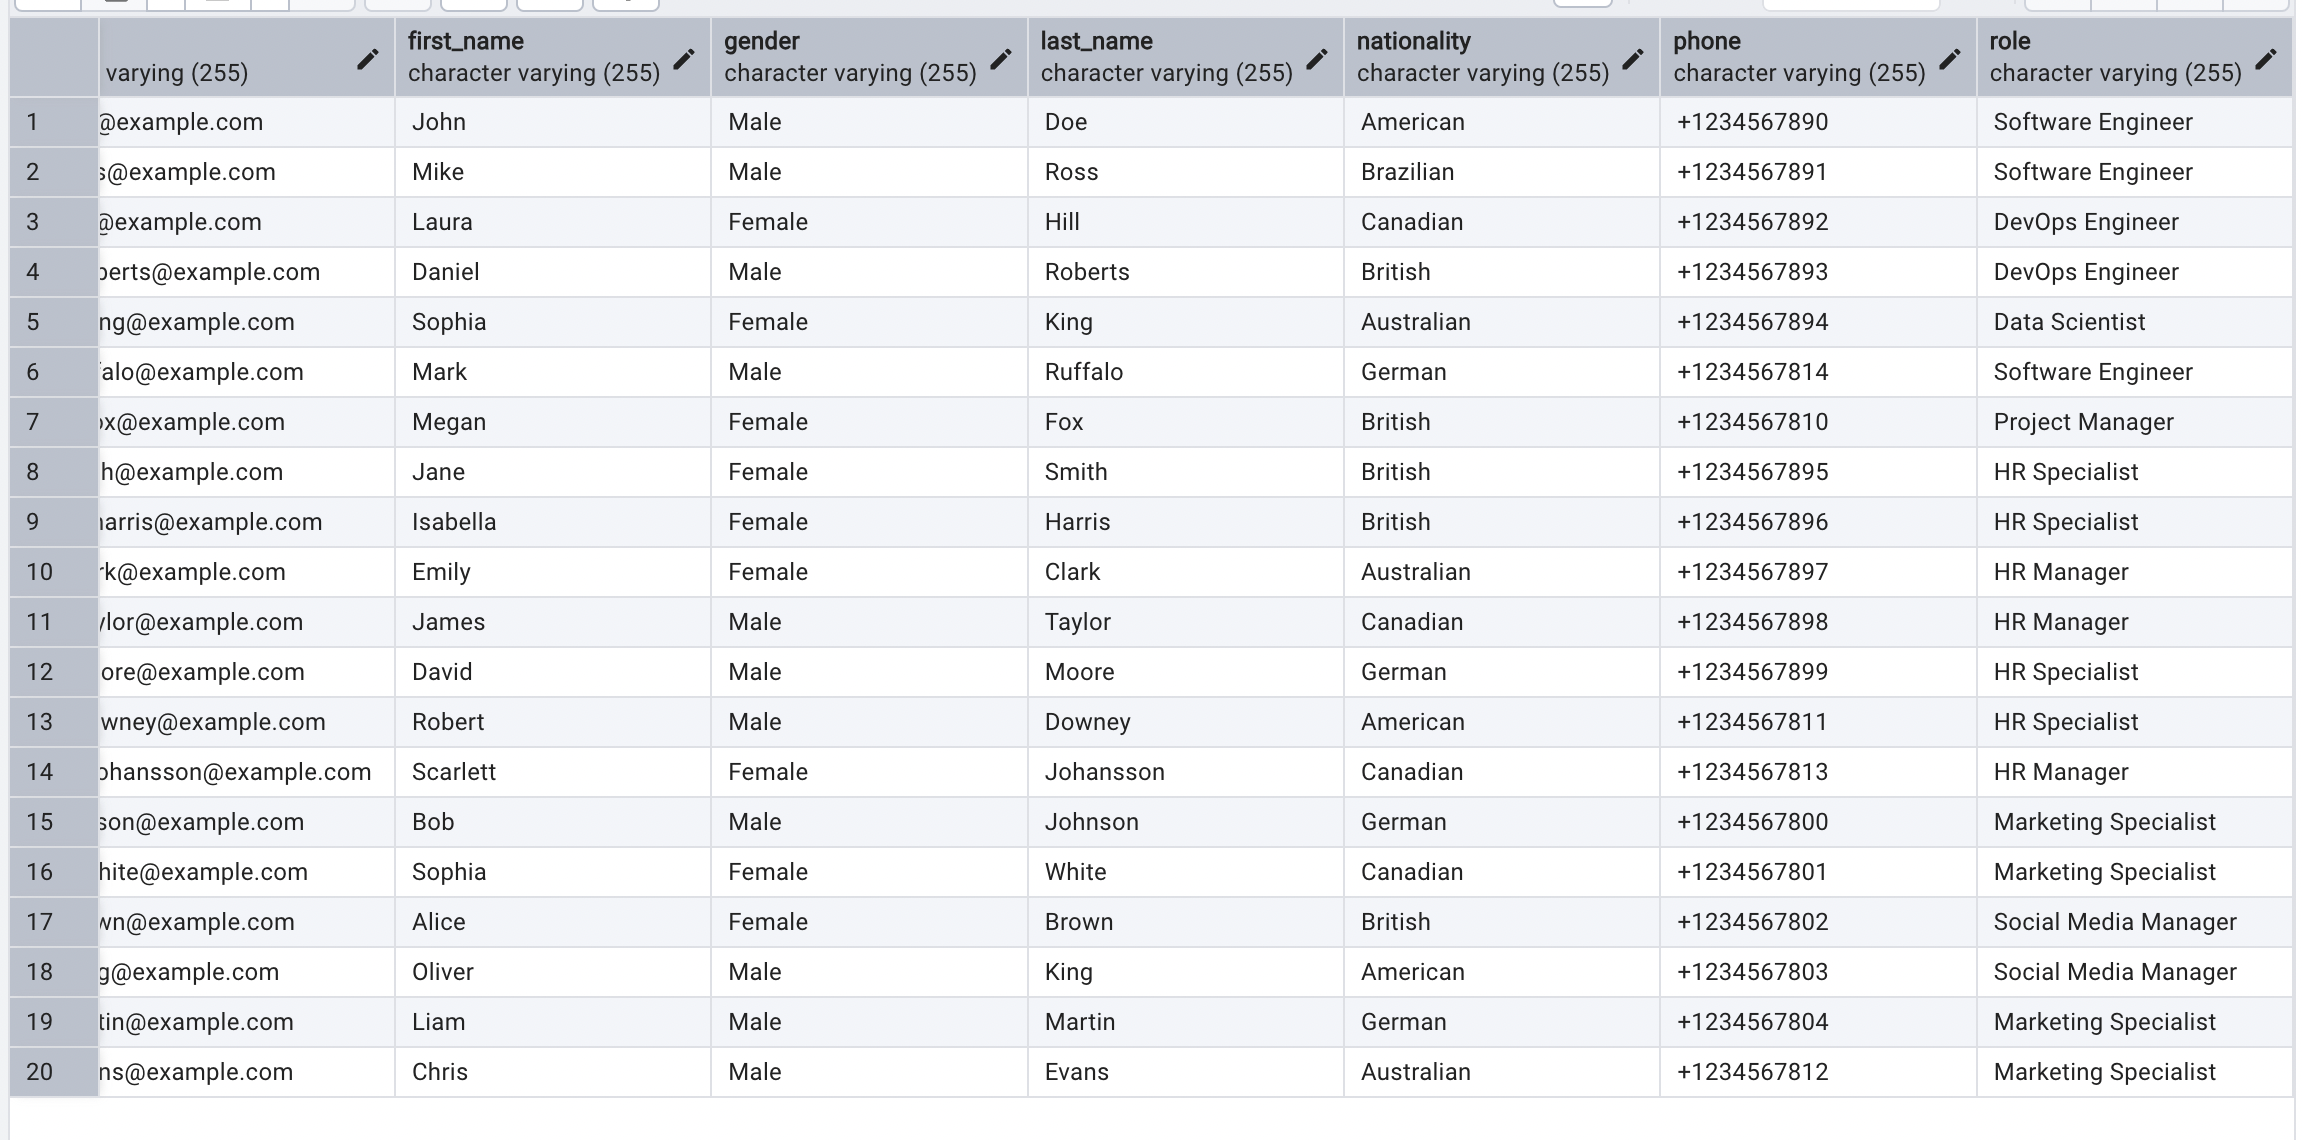 first_name gender last_name nationality phone role
varying (255) character varying (255) character varying (255) character varying (255) character varying (255) character varying (255) character varying (255)
1 @example.com John Male Doe American +1234567890 Software Engineer
2 s@example.com Mike Male Ross Brazilian +1234567891 Software Engineer
3 @example.com Laura Female Hill Canadian +1234567892 DevOps Engineer
4 berts@example.com Daniel Male Roberts British +1234567893 DevOps Engineer
5 ng@example.com Sophia Female King Australian +1234567894 Data Scientist
6 falo@example.com Mark Male Ruffalo German +1234567814 Software Engineer
7 ox@example.com Megan Female Fox British +1234567810 Project Manager
8 h@example.com Jane Female Smith British +1234567895 HR Specialist
9 harris@example.com Isabella Female Harris British +1234567896 HR Specialist
10 rk@example.com Emily Female Clark Australian +1234567897 HR Manager
11 ylor@example.com James Male Taylor Canadian +1234567898 HR Manager
12 ore@example.com David Male Moore German +1234567899 HR Specialist
13 wney@example.com Robert Male Downey American +1234567811 HR Specialist
14 ohansson@example.com Scarlett Female Johansson Canadian +1234567813 HR Manager
15 son@example.com Bob Male Johnson German +1234567800 Marketing Specialist
16 hite@example.com Sophia Female White Canadian +1234567801 Marketing Specialist
17 wn@example.com Alice Female Brown British +1234567802 Social Media Manager
18 g@example.com Oliver Male King American +1234567803 Social Media Manager
19 tin@example.com Liam Male Martin German +1234567804 Marketing Specialist
20 ns@example.com Chris Male Evans Australian +1234567812 Marketing Specialist